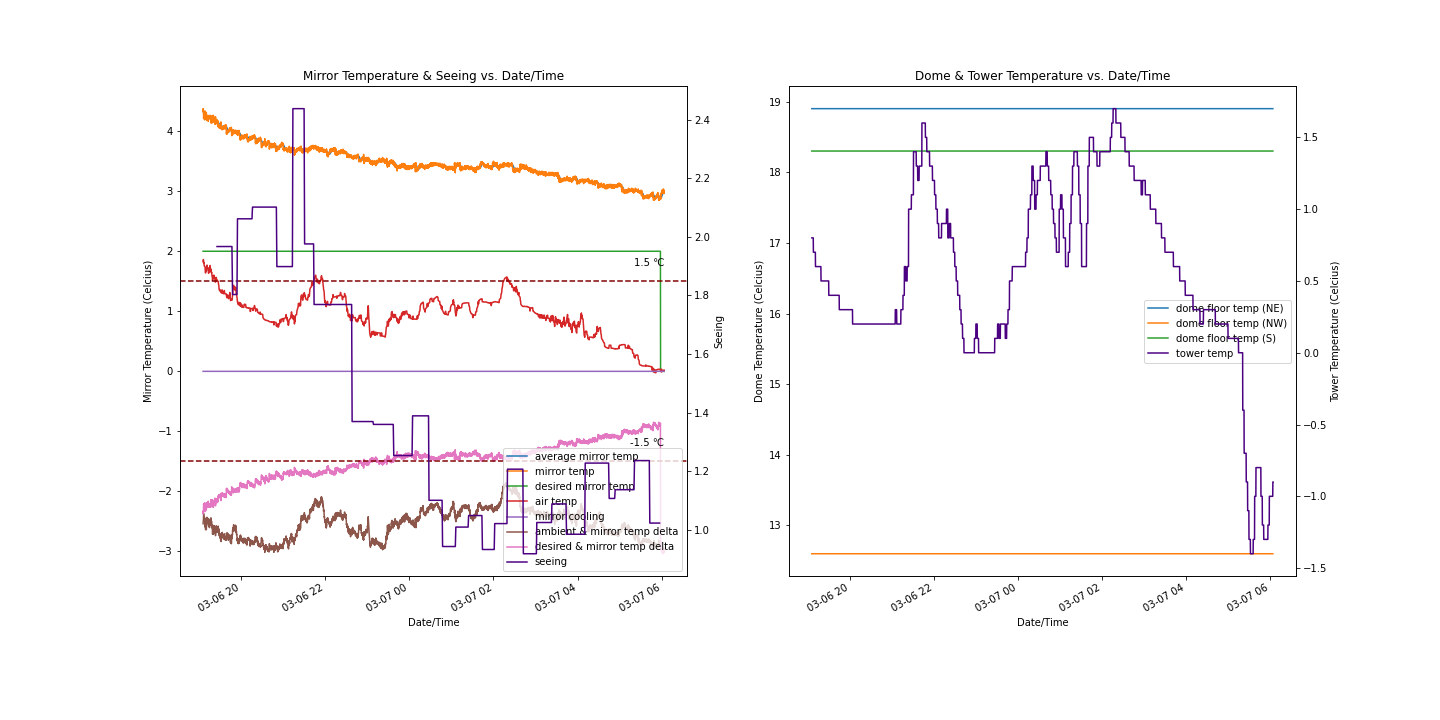 Mirror Temperature & Seeing vs. Date/Time
Mirror Temperature (Celcius)
4
3
2
1
0
−1
−2
−3
1.5 ℃
-1.5 ℃
average mirror temp
mirror temp
desired mirror temp
air temp
mirror cooling
ambient & mirror temp delta
desired & mirror temp delta
seeing
2.4
2.2
2.0
1.8
1.6
1.4
1.2
1.0
Seeing
03-06 20
03-06 22
03-07 00
03-07 02
03-07 04
03-07 06
Date/Time
Dome & Tower Temperature vs. Date/Time
Dome Temperature (Celcius)
19
18
17
16
15
14
13
dome floor temp (NE)
dome floor temp (NW)
dome floor temp (S)
tower temp
1.5
1.0
0.5
0.0
−0.5
−1.0
−1.5
Tower Temperature (Celcius)
03-06 20
03-06 22
03-07 00
03-07 02
03-07 04
03-07 06
Date/Time